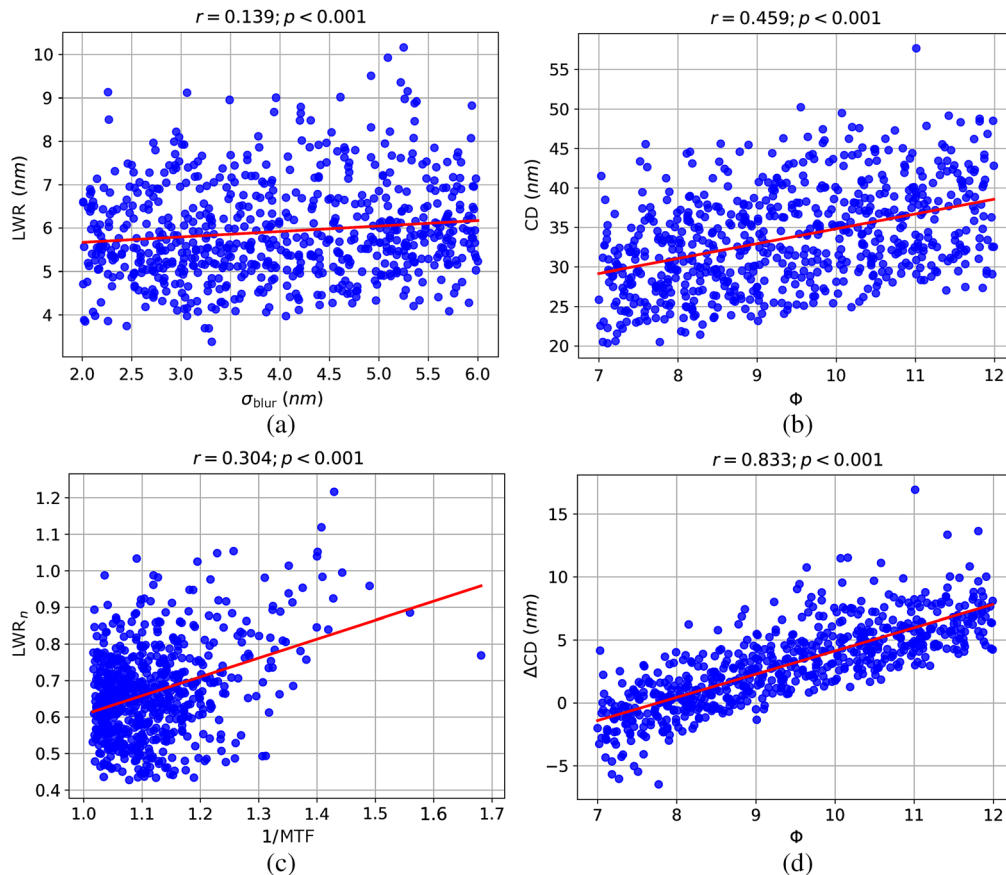 r = 0.139; p < 0.001
10
9
8
7
6
5
4
LWR (nm)
2.0 2.5 3.0 3.5 4.0 4.5 5.0 5.5 6.0
σblur (nm)
(a)
r = 0.459; p < 0.001
55
50
45
40
35
30
25
20
CD (nm)
7 8 9 10 11 12
Φ
(b)
r = 0.304; p < 0.001
1.2
1.1
1.0
0.9
0.8
0.7
0.6
0.5
0.4
LWRn
1.0 1.1 1.2 1.3 1.4 1.5 1.6 1.7
1/MTF
(c)
r = 0.833; p < 0.001
15
10
5
0
−5
ΔCD (nm)
7 8 9 10 11 12
Φ
(d)